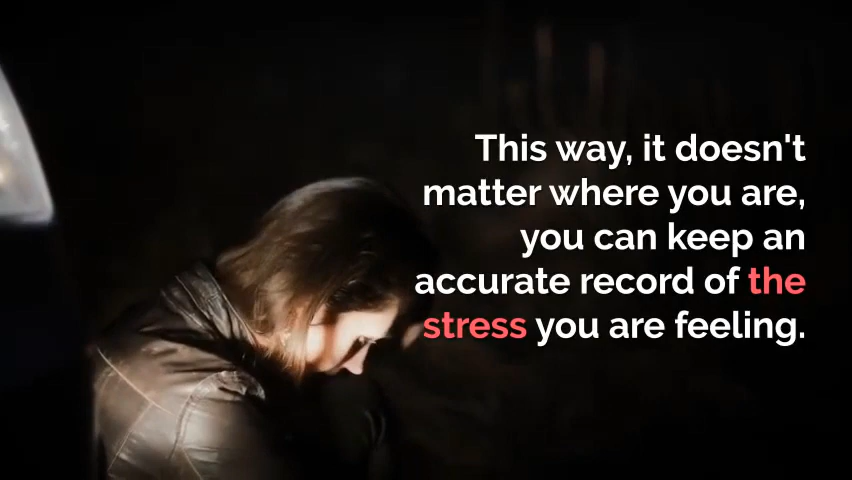 This way, it doesn't
matter where you are,
you can keep an
accurate record of the
stress you are feeling.